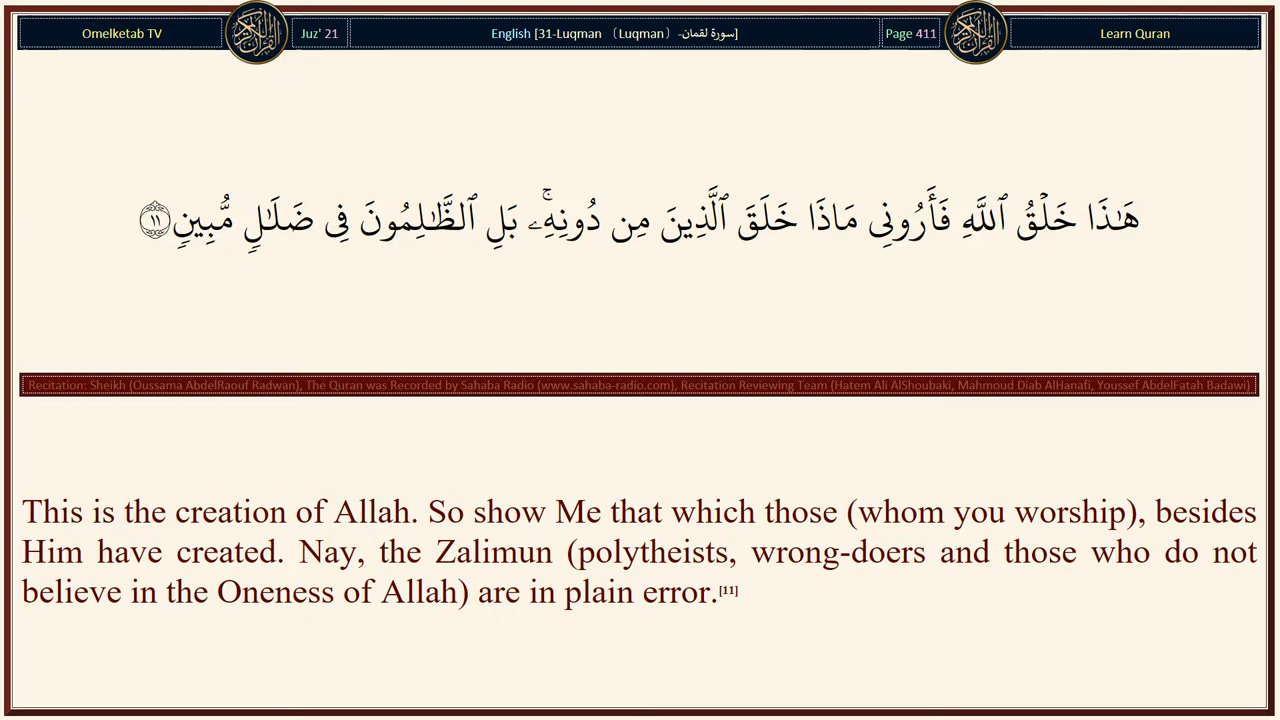 Omelketab TV
Juz' 21
English [31-Luqman （Luqman）-سورة لقمان]
Page 411
Learn Quran
هَـٰذَا خَلۡقُ ٱللَّهِ فَأَرُونِی مَاذَا خَلَقَ ٱلَّذِینَ مِن دُونِهِۦۚ بَلِ ٱلظَّـٰلِمُونَ فِی ضَلَـٰلࣲ مُّبِینࣲ ١١
Recitation: Sheikh (Oussama AbdelRaouf Radwan), The Quran was Recorded by Sahaba Radio (www.sahaba-radio.com), Recitation Reviewing Team (Hatem Ali AlShoubaki, Mahmoud Diab AlHanafi, Youssef AbdelFatah Badawi)
This is the creation of Allah. So show Me that which those (whom you worship), besides
Him have created. Nay, the Zalimun (polytheists, wrong-doers and those who do not
believe in the Oneness of Allah) are in plain error.[11]